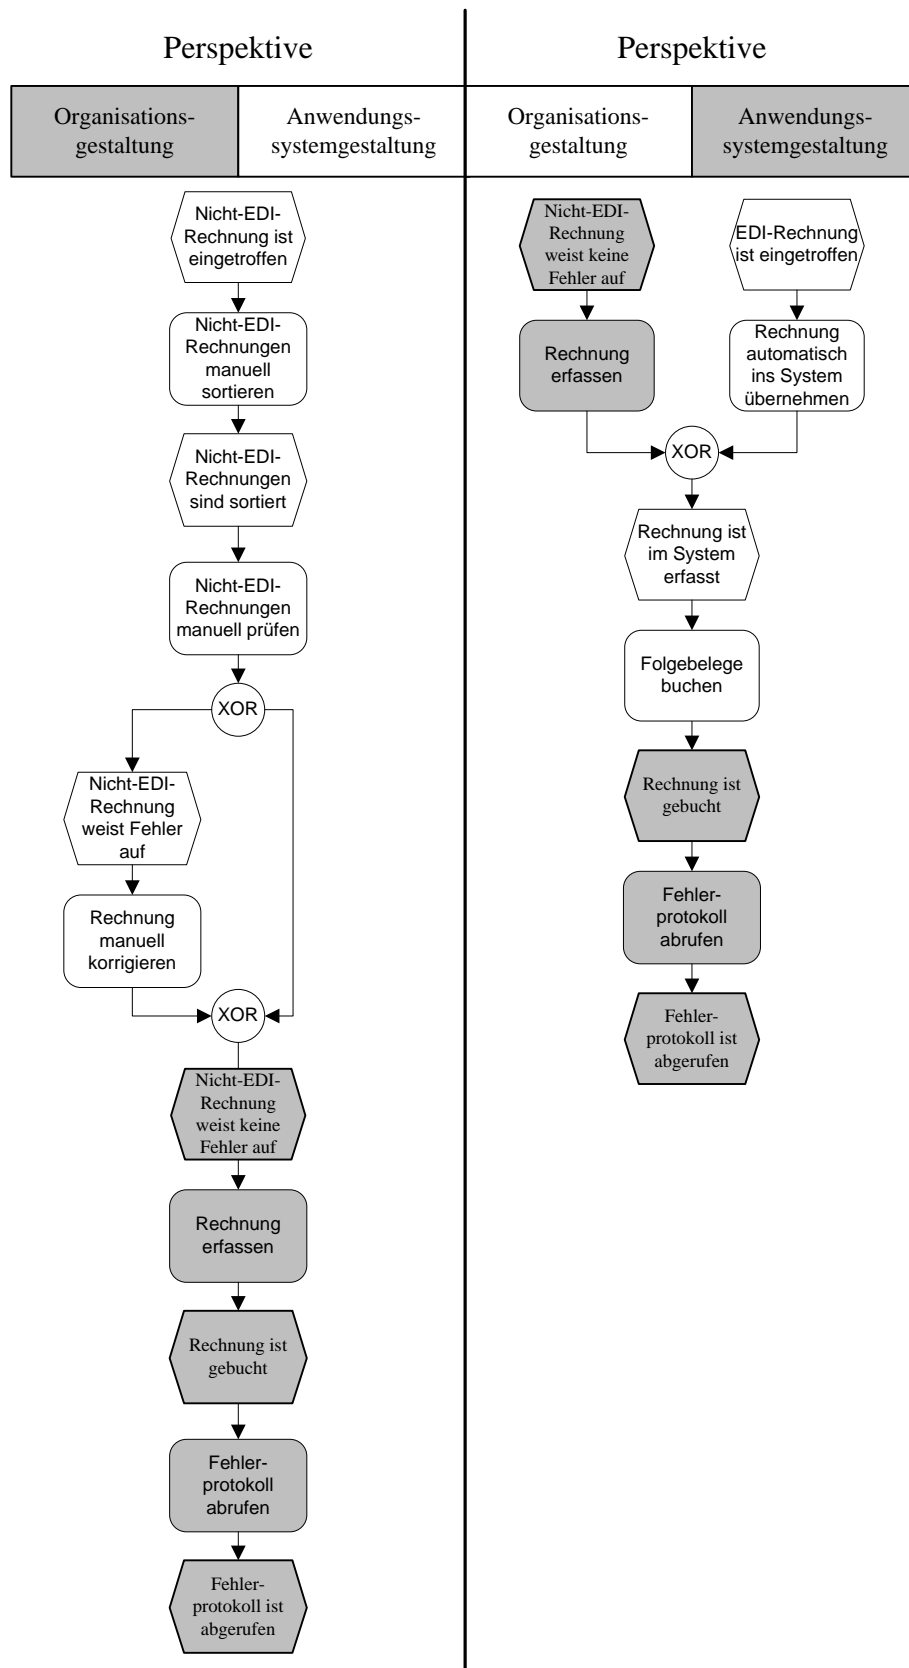 Perspektive
Organisations-
gestaltung
Anwendungs-
systemgestaltung
Nicht-EDI-
Rechnung ist
eingetroffen
Nicht-EDI-
Rechnungen
manuell
sortieren
Nicht-EDI-
Rechnungen
sind sortiert
Nicht-EDI-
Rechnungen
manuell prüfen
XOR
Nicht-EDI-
Rechnung
weist Fehler
auf
Rechnung
manuell
korrigieren
XOR
Nicht-EDI-
Rechnung
weist keine
Fehler auf
Rechnung
erfassen
Rechnung ist
gebucht
Fehler-
protokoll
abrufen
Fehler-
protokoll ist
abgerufen
Perspektive
Organisations-
gestaltung
Anwendungs-
systemgestaltung
Nicht-EDI-
Rechnung
weist keine
Fehler auf
EDI-Rechnung
ist eingetroffen
Rechnung
erfassen
Rechnung
automatisch
ins System
übernehmen
XOR
Rechnung ist
im System
erfasst
Folgebelege
buchen
Rechnung ist
gebucht
Fehler-
protokoll
abrufen
Fehler-
protokoll ist
abgerufen